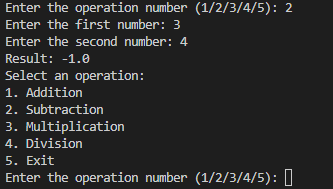 Enter the operation number (1/2/3/4/5): 2
Enter the first number: 3
Enter the second number: 4
Result: -1.0
Select an operation:
1. Addition
2. Subtraction
3. Multiplication
4. Division
5. Exit
Enter the operation number (1/2/3/4/5):